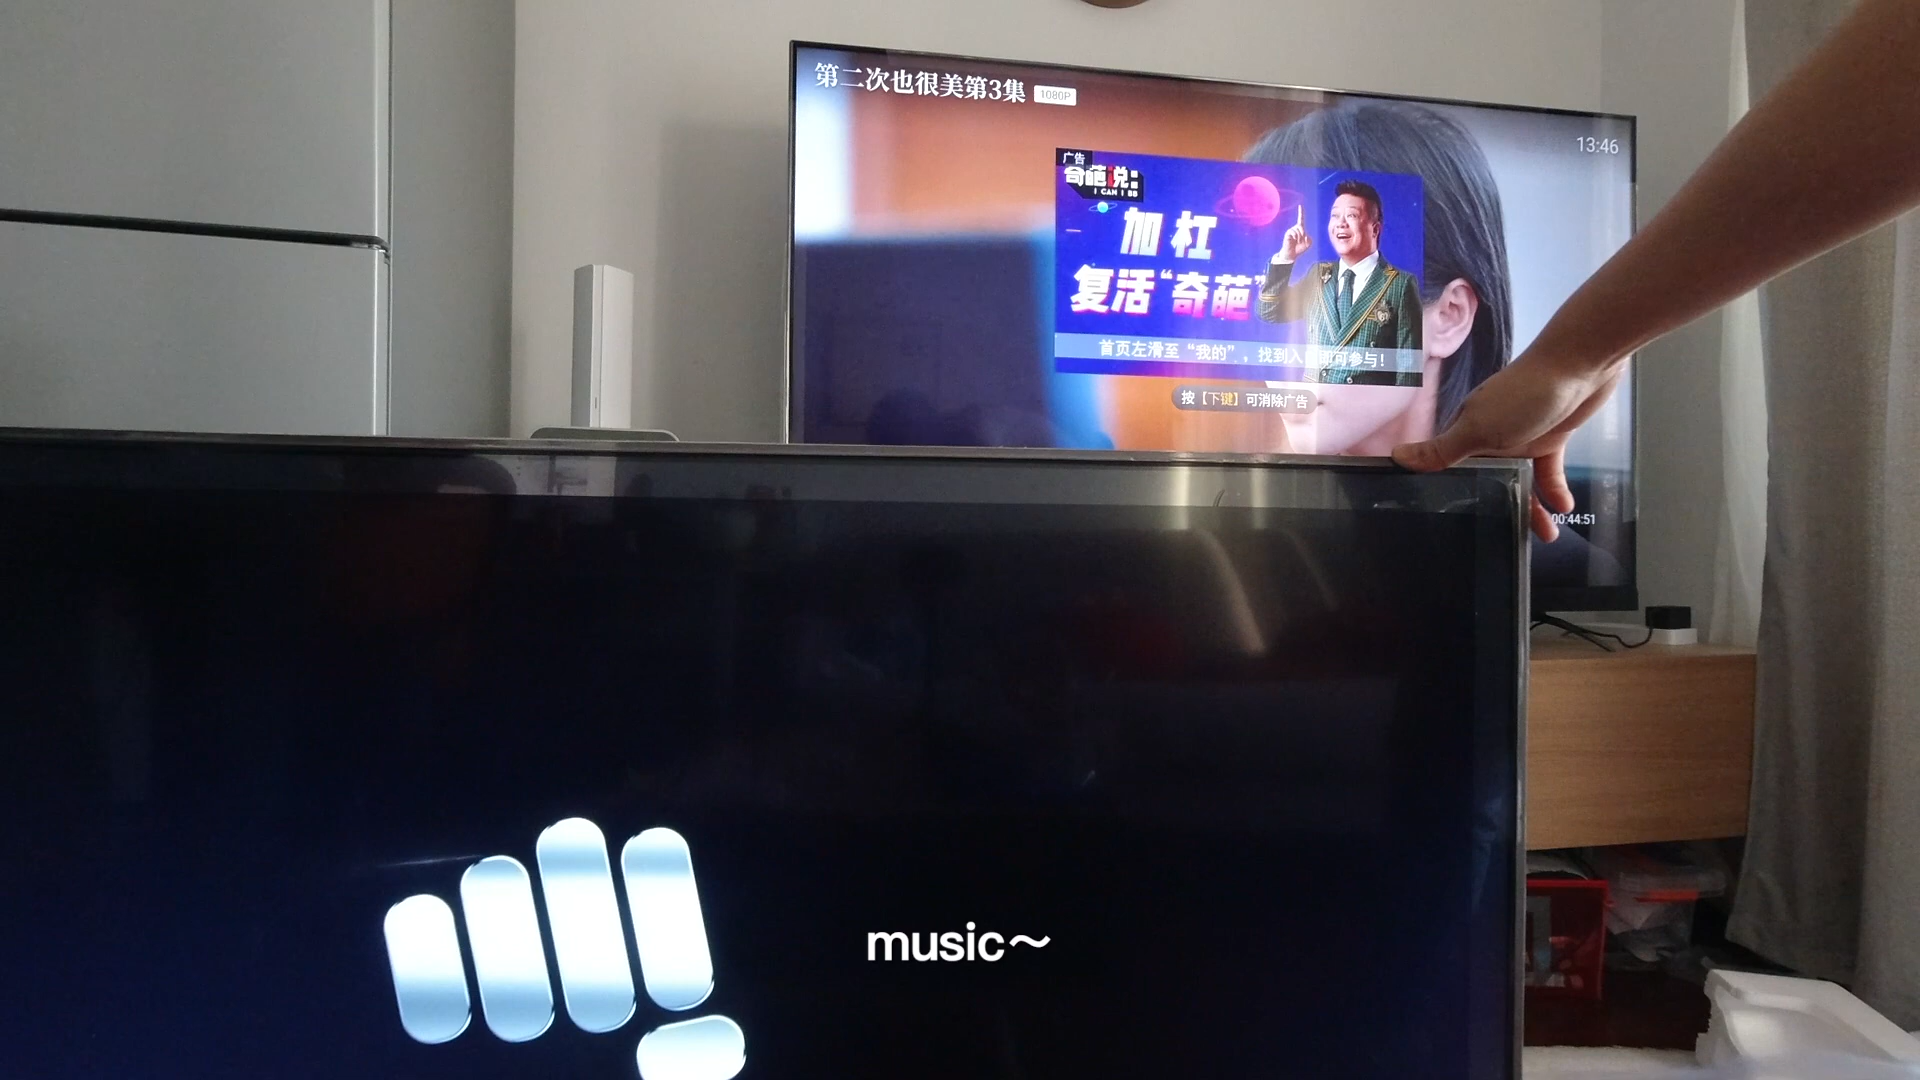 第二次也很美第3集
1080P
13:46
广告
奇葩说
I CAN I BB
加杠
复活“奇葩”
首页左滑至“我的”，找到入 可参与！
按【下键】可消除广告
00:44:51
music～